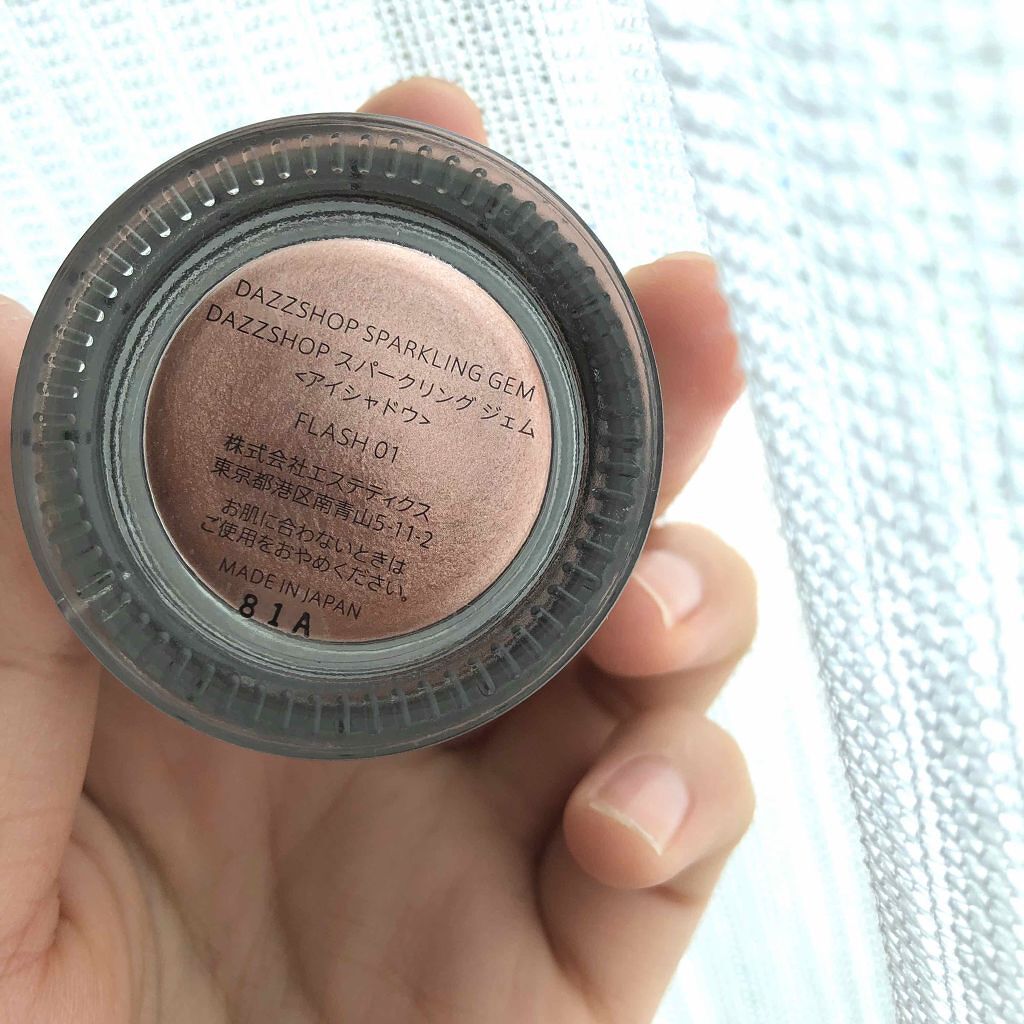 DAZZSHOP SPARKLING GEM
DAZZSHOP スパークリング ジェム
<アイシャドウ>
FLASH 01
株式会社エステティクス
東京都港区南青山5-11-2
お肌に合わないときは
ご使用をおやめください。
MADE IN JAPAN
81A